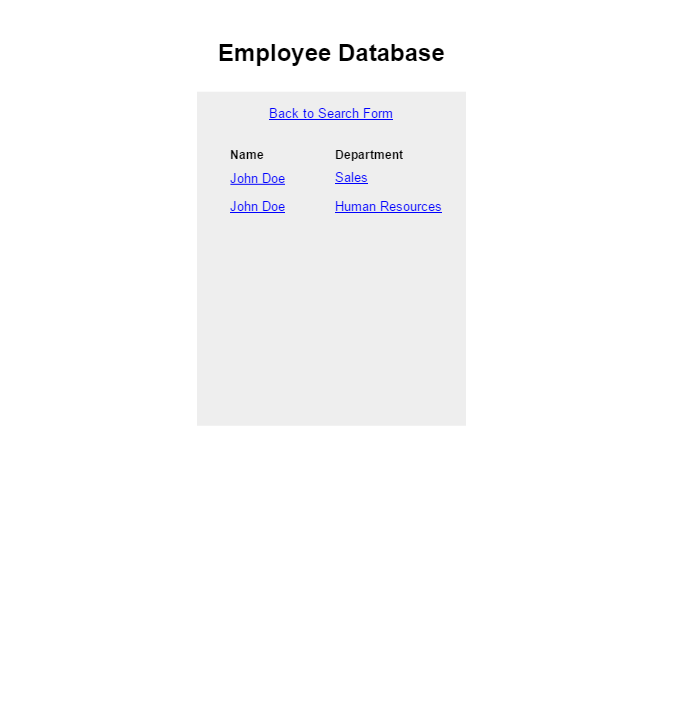 Employee Database
Back to Search Form
Name Department
John Doe Sales
John Doe Human Resources